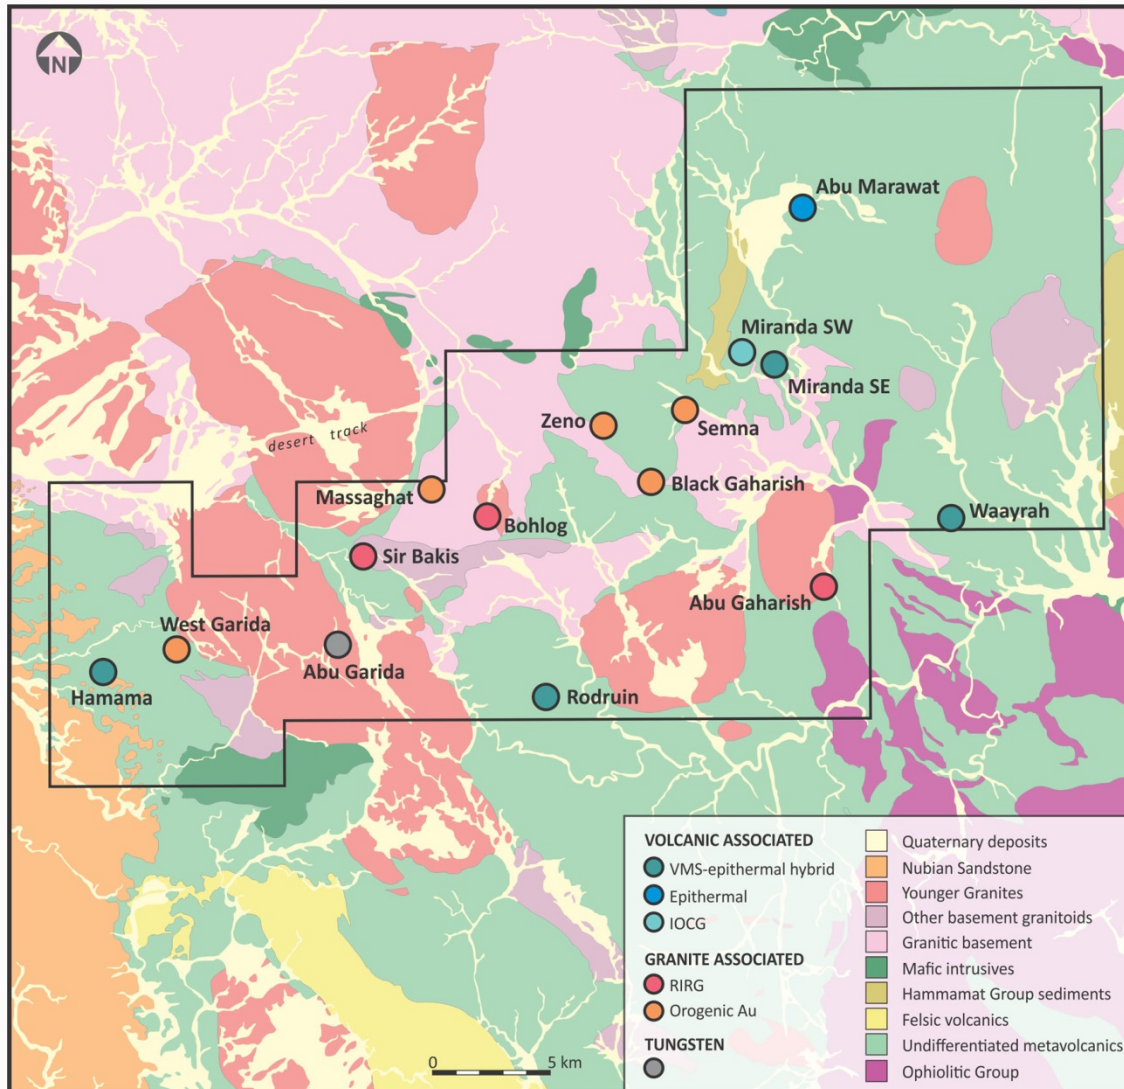 N
Abu Marawat
Miranda SW
Miranda SE
Zeno
Semna
desert track
Massaghat
Black Gaharish
Bohlog
Waayrah
Sir Bakis
Abu Gaharish
West Garida
Abu Garida
Hamama
Rodruin
VOLCANIC ASSOCIATED
VMS-epithermal hybrid
Epithermal
IOCG
GRANITE ASSOCIATED
RIRG
Orogenic Au
TUNGSTEN
Quaternary deposits
Nubian Sandstone
Younger Granites
Other basement granitoids
Granitic basement
Mafic intrusives
Hammamat Group sediments
Felsic volcanics
Undifferentiated metavolcanics
Ophiolitic Group
0 5 km